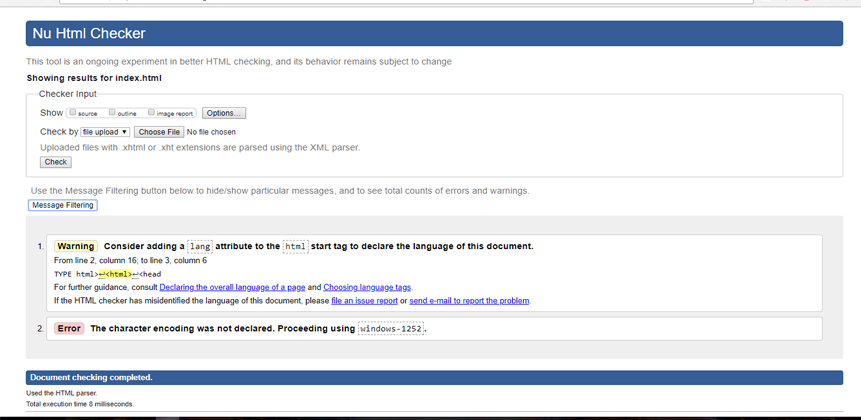 Nu Html Checker
This tool is an ongoing experiment in better HTML checking, and its behavior remains subject to change
Showing results for index.html
Checker Input
Show source outline image report Options...
Check by file upload ▼ Choose File No file chosen
Uploaded files with .xhtml or .xht extensions are parsed using the XML parser.
Check
Use the Message Filtering button below to hide/show particular messages, and to see total counts of errors and warnings.
Message Filtering
1. Warning Consider adding a lang attribute to the html start tag to declare the language of this document.
From line 2, column 16; to line 3, column 6
TYPE html>↩<html>↩<head
For further guidance, consult Declaring the overall language of a page and Choosing language tags.
If the HTML checker has misidentified the language of this document, please file an issue report or send e-mail to report the problem.
2. Error The character encoding was not declared. Proceeding using windows-1252.
Document checking completed.
Used the HTML parser.
Total execution time 8 milliseconds.